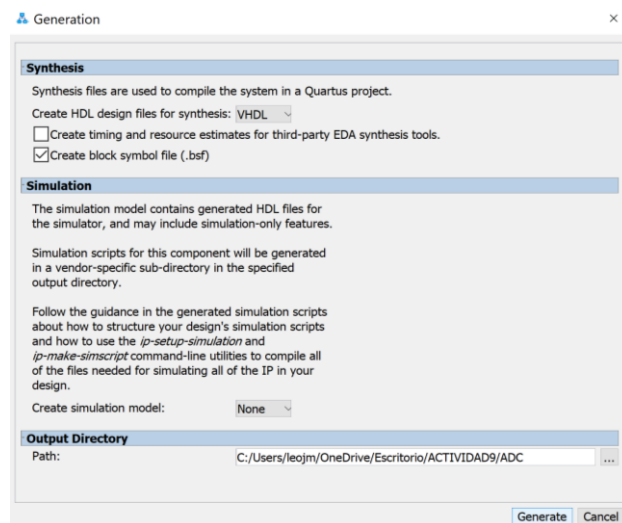 Generation
Synthesis
Synthesis files are used to compile the system in a Quartus project.
Create HDL design files for synthesis: VHDL
Create timing and resource estimates for third-party EDA synthesis tools.
Create block symbol file (.bsf)
Simulation
The simulation model contains generated HDL files for
the simulator, and may include simulation-only features.
Simulation scripts for this component will be generated
in a vendor-specific sub-directory in the specified
output directory.
Follow the guidance in the generated simulation scripts
about how to structure your design's simulation scripts
and how to use the ip-setup-simulation and
ip-make-simscript command-line utilities to compile all
of the files needed for simulating all of the IP in your
design.
Create simulation model: None
Output Directory
Path: C:/Users/leojm/OneDrive/Escritorio/ACTIVIDAD9/ADC ...
Generate Cancel